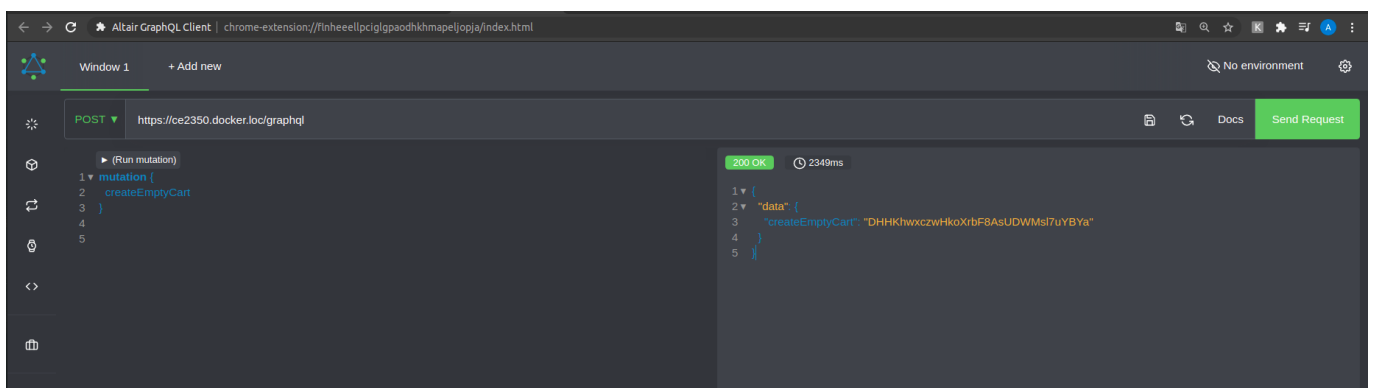 Altair GraphQL Client | chrome-extension://flnheeellpciglgpaodhkhmapeljopja/index.html
K
A
Window 1 + Add new No environment
POST ▼ https://ce2350.docker.loc/graphql Docs Send Request
► (Run mutation)
1 ▾ mutation {
2 createEmptyCart
3 }
4
5
200 OK 2349ms
1 ▾ {
2 ▾ "data": {
3 "createEmptyCart": "DHHKhwxczwHkoXrbF8AsUDWMsl7uYBYa"
4 }
5 }